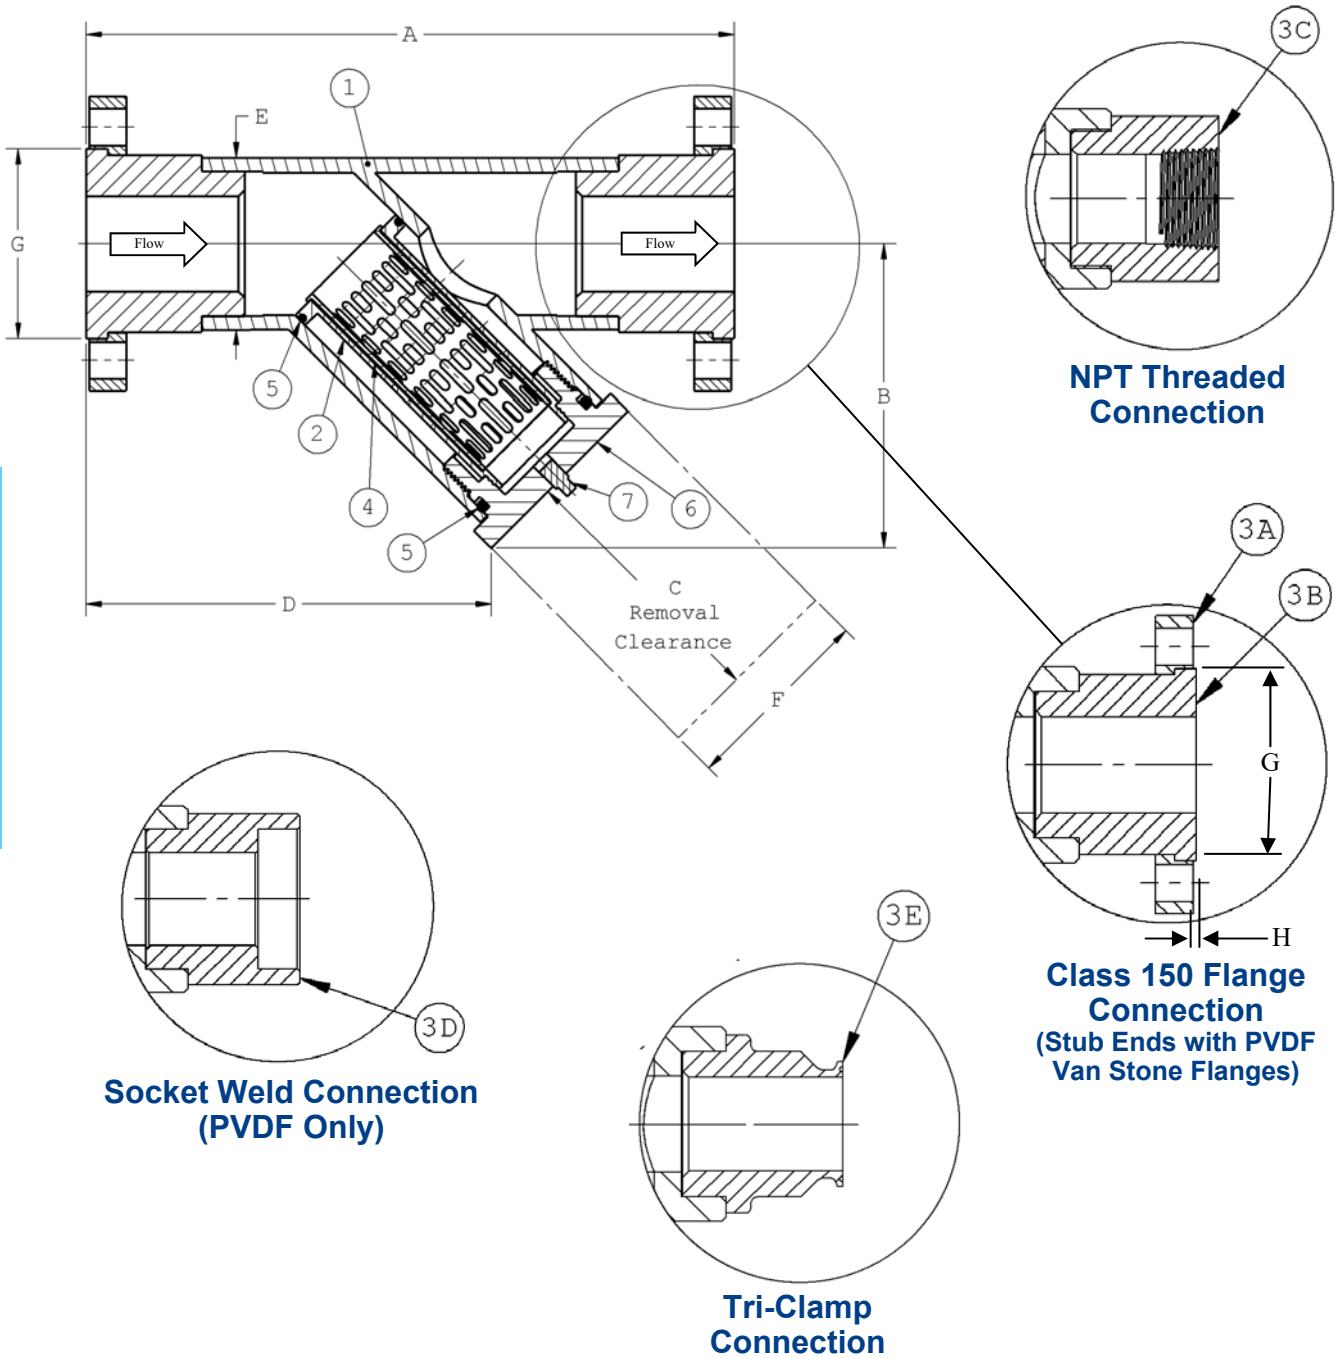 A
3C
1
E
G
Flow
Flow
NPT Threaded
Connection
5
B
2
4
7
6
5
3A
C
Removal
Clearance
D
3B
F
G
H
3D
3E
Class 150 Flange
Connection
(Stub Ends with PVDF
Van Stone Flanges)
Socket Weld Connection
(PVDF Only)
Tri-Clamp
Connection